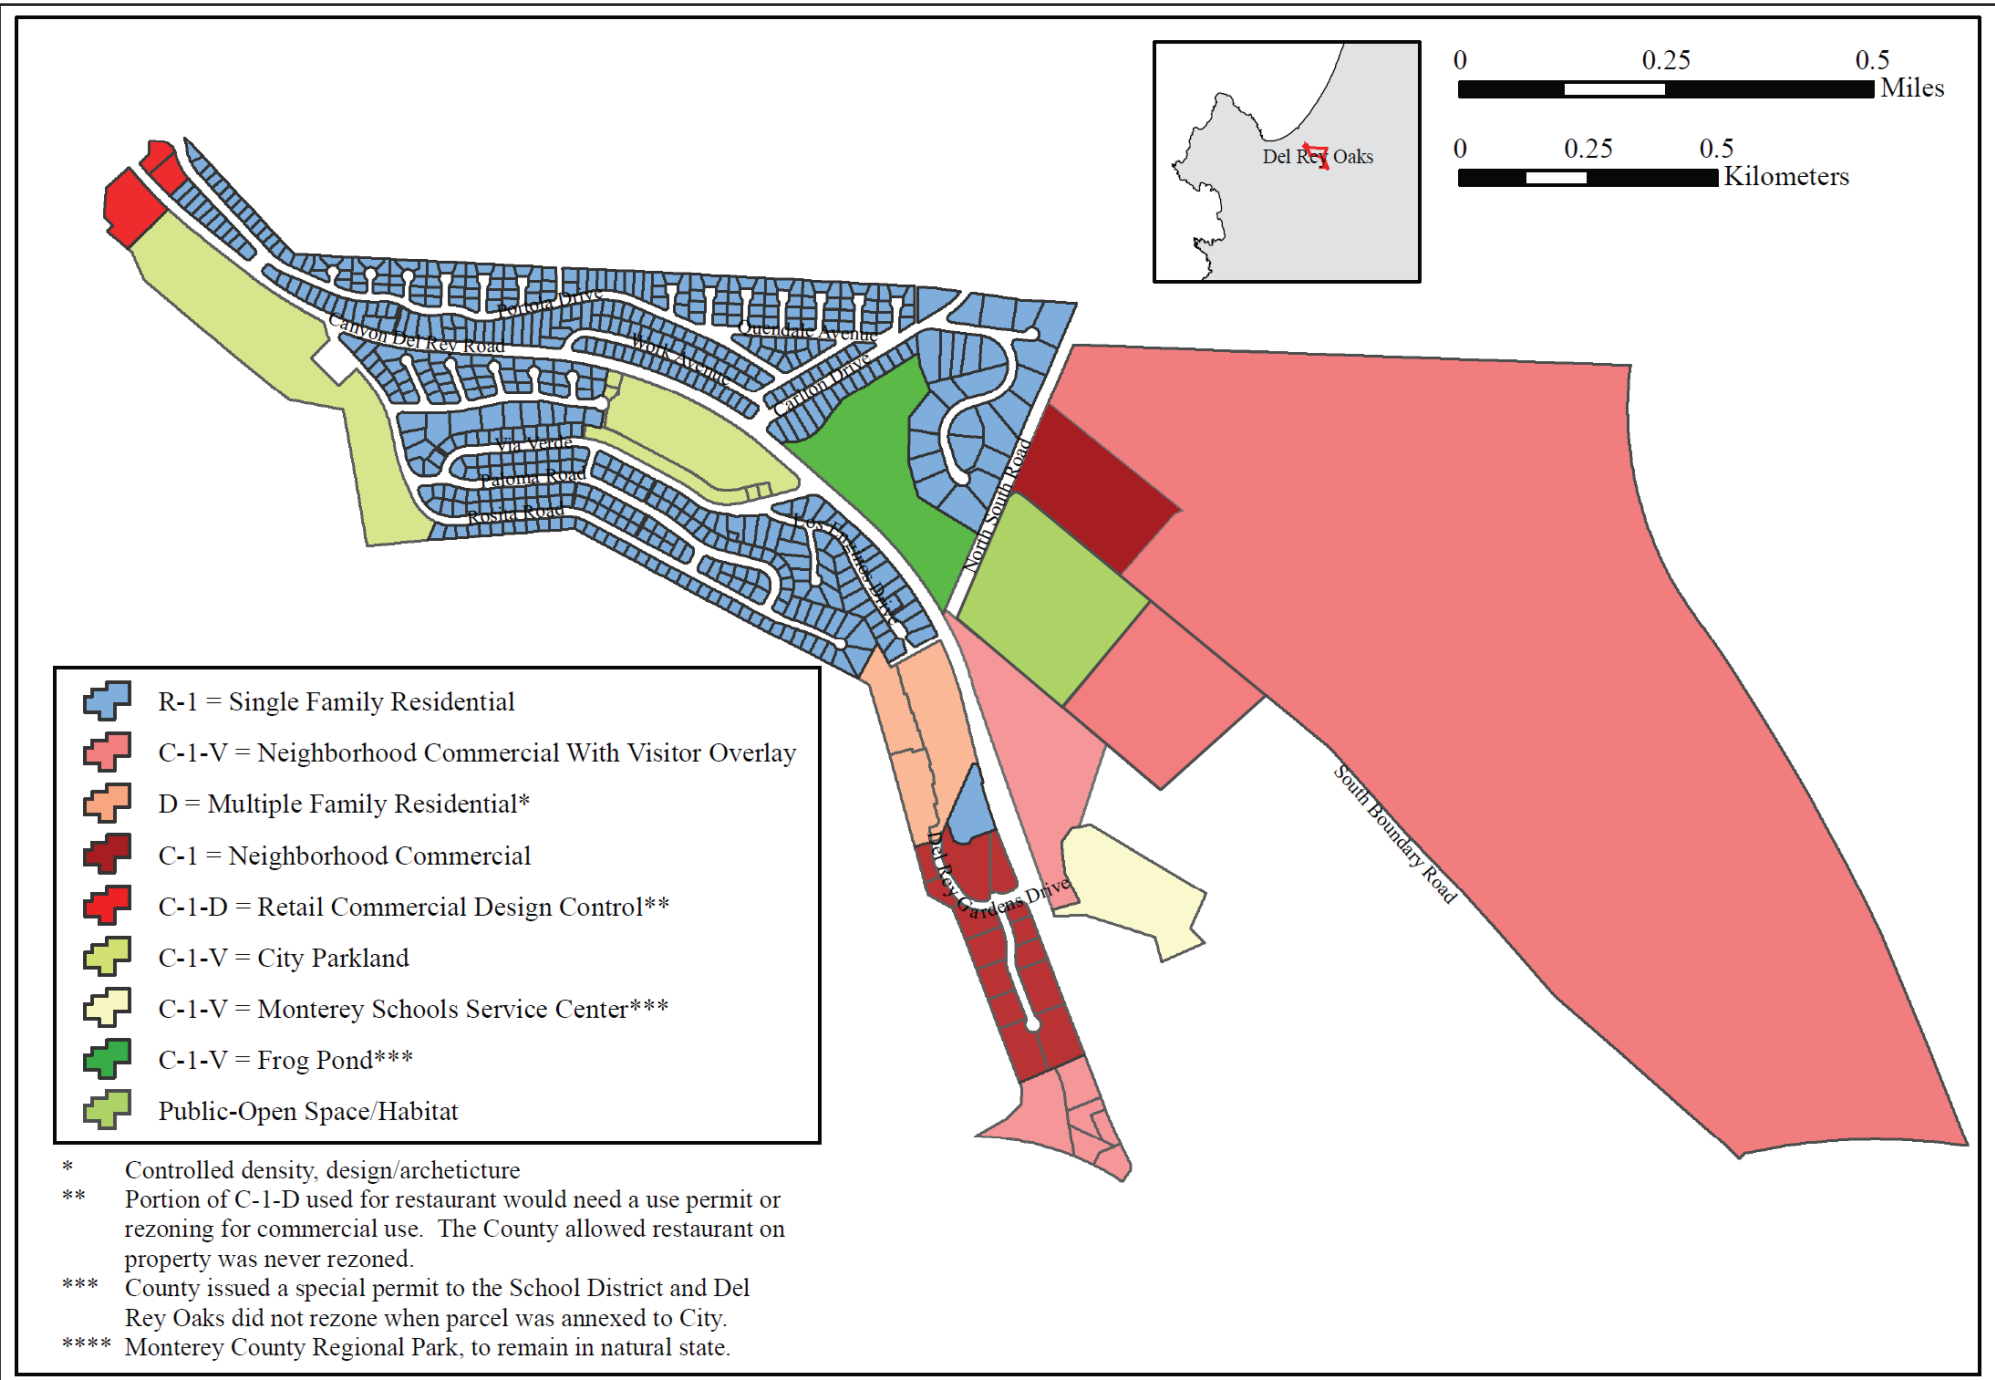 0 0.25 0.5
Miles
0 0.25 0.5
Kilometers
Del Rey Oaks
Portola Drive
Quendale Avenue
Canyon Del Rey Road
Work Avenue
Carlton Drive
Via Verde
Paloma Road
Rosita Road
Los Encinos Drive
North South Road
South Boundary Road
Del Rey Gardens Drive
R-1 = Single Family Residential
C-1-V = Neighborhood Commercial With Visitor Overlay
D = Multiple Family Residential*
C-1 = Neighborhood Commercial
C-1-D = Retail Commercial Design Control**
C-1-V = City Parkland
C-1-V = Monterey Schools Service Center***
C-1-V = Frog Pond***
Public-Open Space/Habitat
* Controlled density, design/archeticture
** Portion of C-1-D used for restaurant would need a use permit or
rezoning for commercial use. The County allowed restaurant on
property was never rezoned.
*** County issued a special permit to the School District and Del
Rey Oaks did not rezone when parcel was annexed to City.
**** Monterey County Regional Park, to remain in natural state.